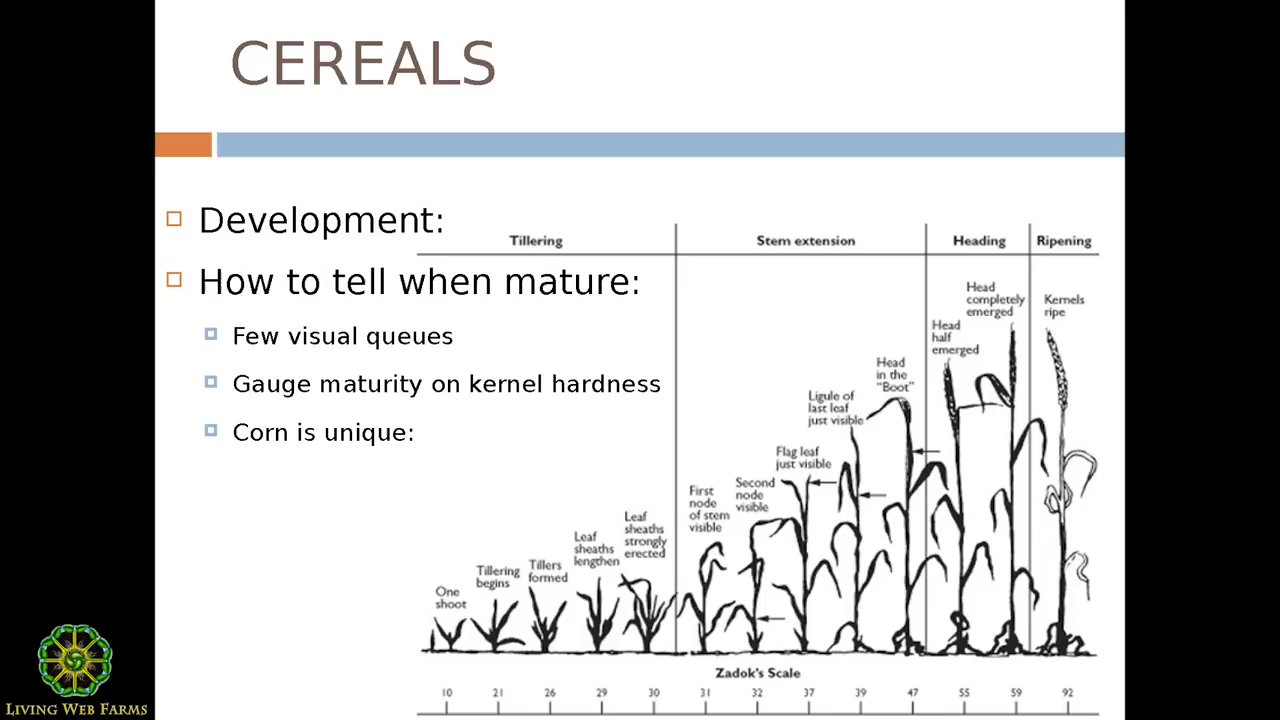 CEREALS
Development:
How to tell when mature:
Few visual queues
Gauge maturity on kernel hardness
Corn is unique:
Tillering
Stem extension
Heading
Ripening
One
shoot
Tillering
begins
Tillers
formed
Leaf
sheaths
lengthen
Leaf
sheaths
strongly
erected
First
node
of stem
visible
Second
node
visible
Flag leaf
just visible
Ligule of
last leaf
just visible
Head
in the
"Boot"
Head
half
emerged
Head
completely
emerged
Kernels
ripe
Zadok's Scale
10 21 26 29 30 31 32 37 39 47 55 59 92
LIVING WEB FARMS